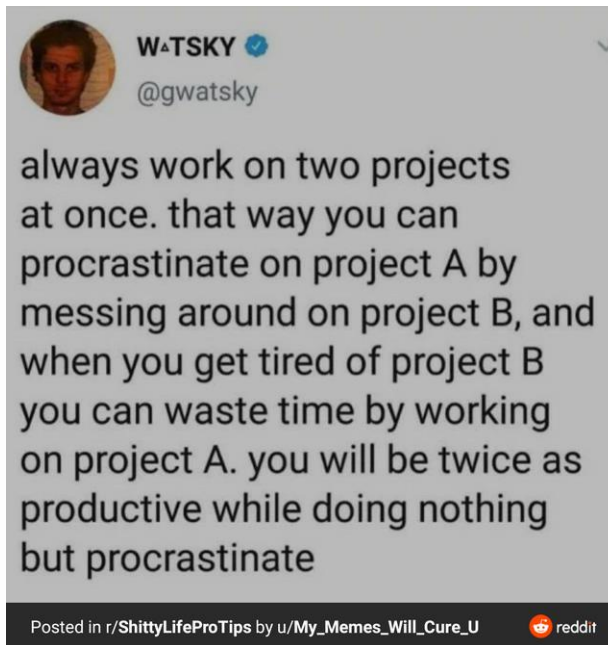 W▵TSKY
@gwatsky
always work on two projects
at once. that way you can
procrastinate on project A by
messing around on project B, and
when you get tired of project B
you can waste time by working
on project A. you will be twice as
productive while doing nothing
but procrastinate
Posted in r/ShittyLifeProTips by u/My_Memes_Will_Cure_U reddit